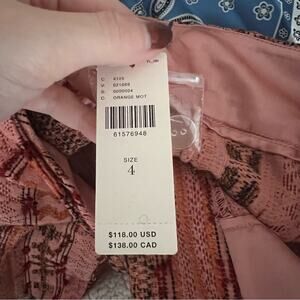 C: 4125
V: 021069
S: 0000004
C: ORANGE MOT
61576948
SIZE
4
$118.00 USD
$138.00 CAD